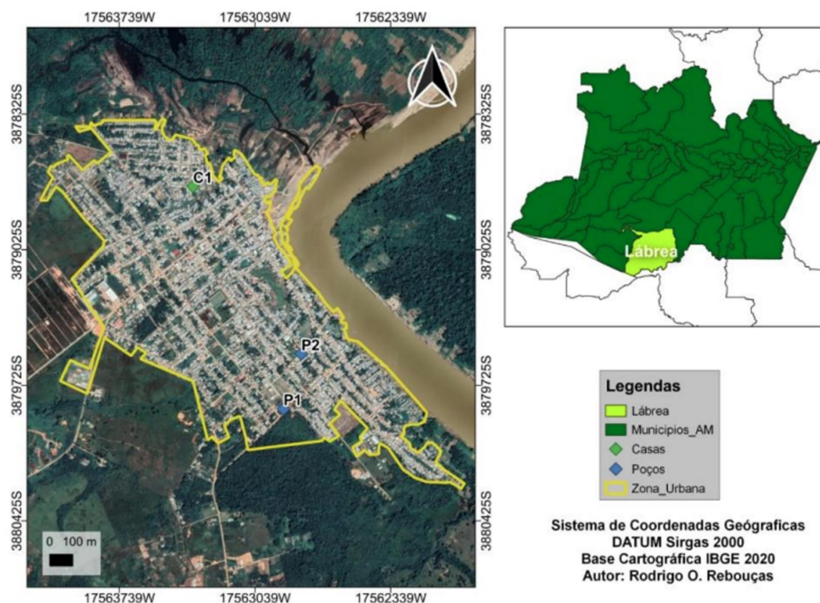 17563739W
17563039W
17562339W
3878325S
3878325S
C1
3879025S
3879025S
Lábrea
P2
3879725S
3879725S
P1
Legendas
Lábrea
Municipios_AM
Casas
Poços
Zona_Urbana
3880425S
3880425S
0 100 m
Sistema de Coordenadas Geógraficas
DATUM Sirgas 2000
Base Cartográfica IBGE 2020
Autor: Rodrigo O. Rebouças
17563739W
17563039W
17562339W